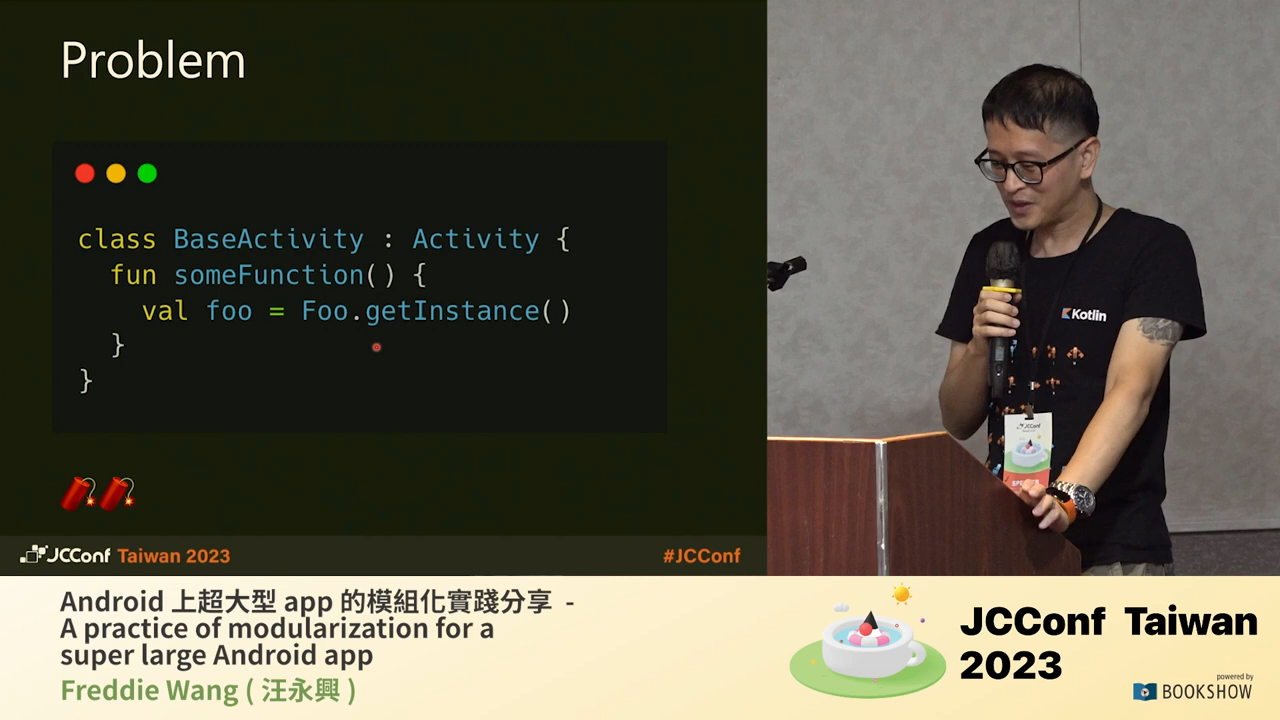 Problem
class BaseActivity : Activity {
fun someFunction() {
val foo = Foo.getInstance()
}
}
JCConf Taiwan 2023
#JCConf
Kotlin
JCConf
Android 上超大型 app 的模組化實踐分享 -
A practice of modularization for a
super large Android app
Freddie Wang ( 汪永興 )
JCConf Taiwan
2023
powered by
BOOKSHOW